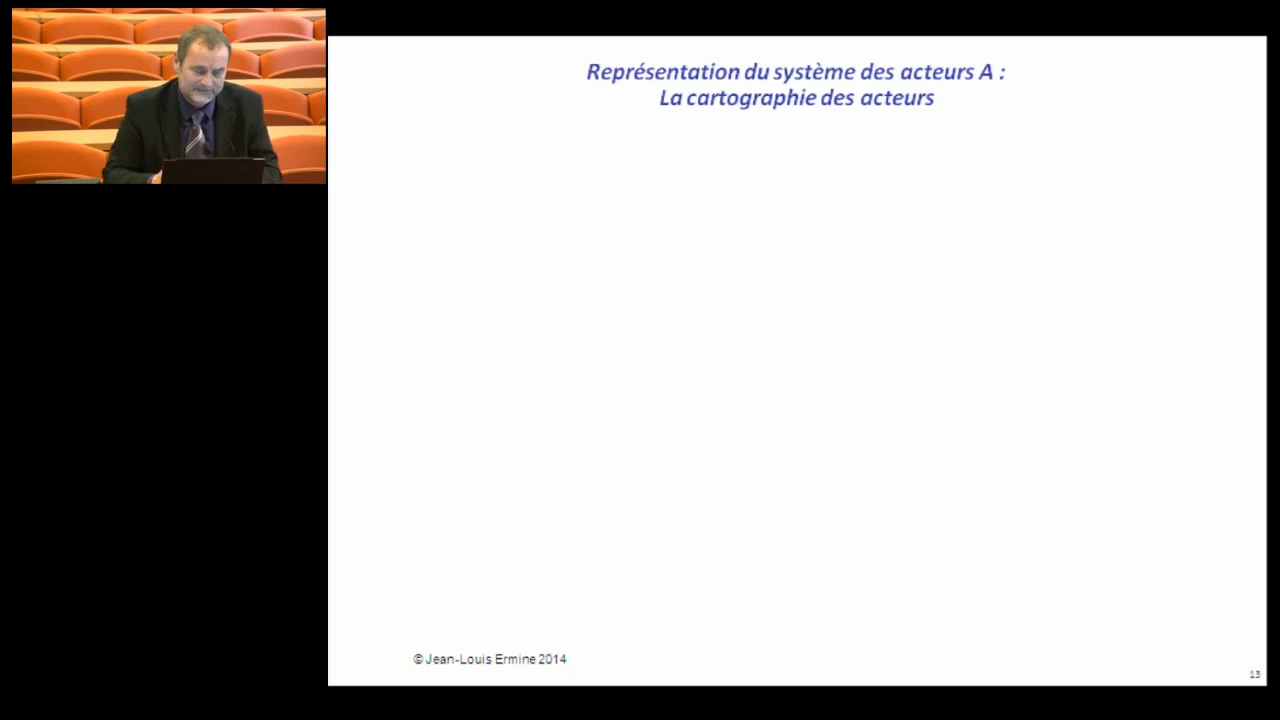 Représentation du système des acteurs A :
La cartographie des acteurs
© Jean-Louis Ermine 2014
13